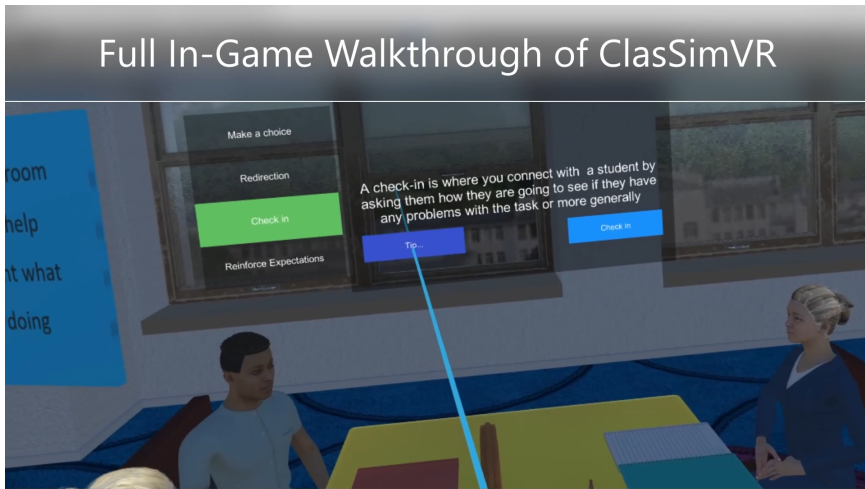 Full In-Game Walkthrough of ClasSimVR
room
help
nt what
doing
Make a choice
Redirection
Check in
Reinforce Expectations
A check-in is where you connect with a student by
asking them how they are going to see if they have
any problems with the task or more generally
Tip...
Check in